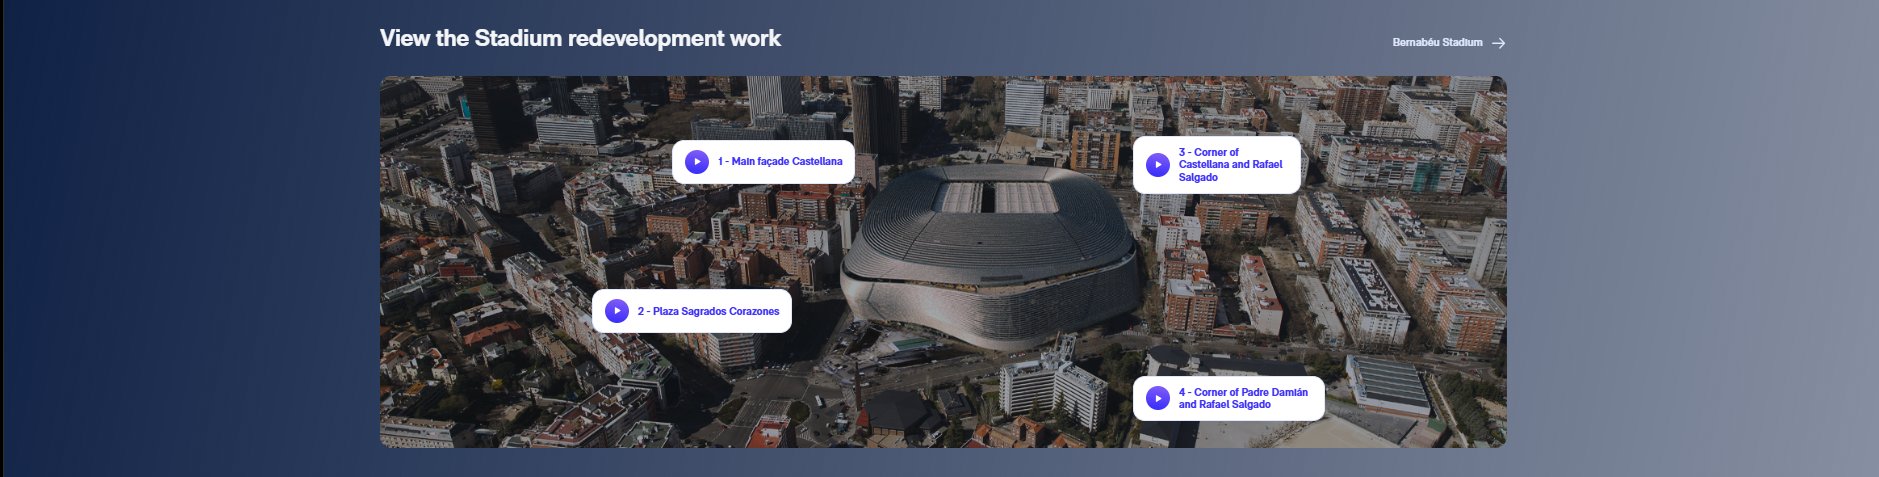 View the Stadium redevelopment work
Bernabéu Stadium
1 - Main façade Castellana
3 - Corner of
Castellana and Rafael
Salgado
2 - Plaza Sagrados Corazones
4 - Corner of Padre Damián
and Rafael Salgado